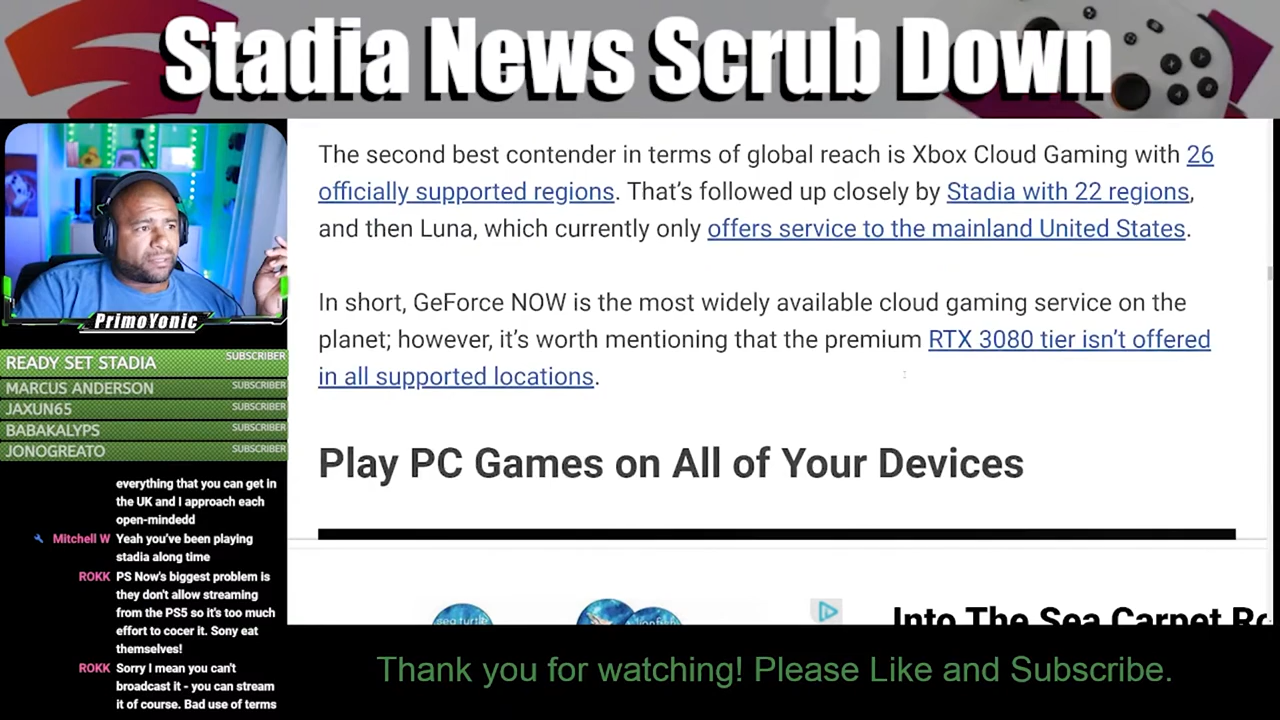 Stadia News Scrub Down
The second best contender in terms of global reach is Xbox Cloud Gaming with 26
officially supported regions. That's followed up closely by Stadia with 22 regions,
and then Luna, which currently only offers service to the mainland United States.
In short, GeForce NOW is the most widely available cloud gaming service on the
planet; however, it's worth mentioning that the premium RTX 3080 tier isn't offered
in all supported locations.
Play PC Games on All of Your Devices
PrimoYonic
READY SET STADIA SUBSCRIBER
MARCUS ANDERSON SUBSCRIBER
JAXUN65 SUBSCRIBER
BABAKALYPS SUBSCRIBER
JONOGREATO SUBSCRIBER
everything that you can get in
the UK and I approach each
open-mindedd
Mitchell W Yeah you've been playing
stadia along time
ROKK PS Now's biggest problem is
they don't allow streaming
from the PS5 so it's too much
effort to cocer it. Sony eat
themselves!
ROKK Sorry I mean you can't
broadcast it - you can stream
it of course. Bad use of terms
sea turtle
Into The Sea Carpet
Thank you for watching! Please Like and Subscribe.